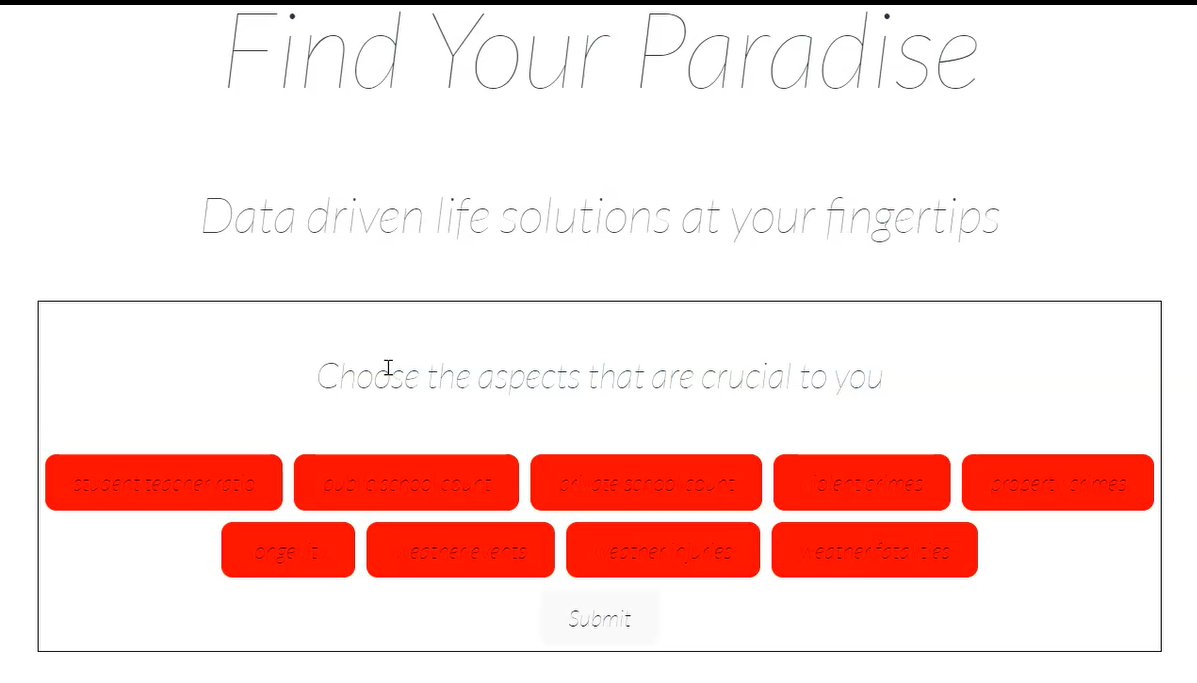 Find Your Paradise
Data driven life solutions at your fingertips
Choose the aspects that are crucial to you
student teacher ratio public school count private school count violent crimes property crimes
longevity weather events weather injuries weather fatalities
Submit